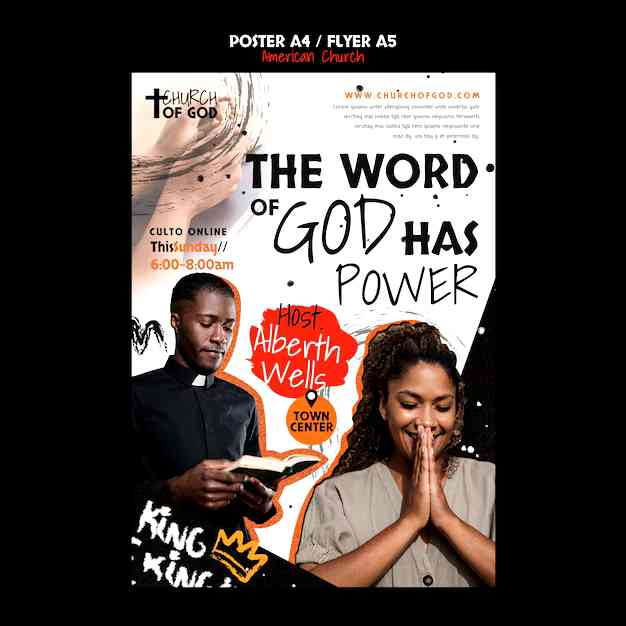 POSTER A4 / FLYER A5
American Church
CHURCH
OF GOD
WWW.CHURCHOFGOD.COM
THE WORD
OF GOD HAS
POWER
CULTO ONLINE
ThisSunday//
6:00-8:00am
Host
Alberth
Wells
TOWN
CENTER
KING
KING